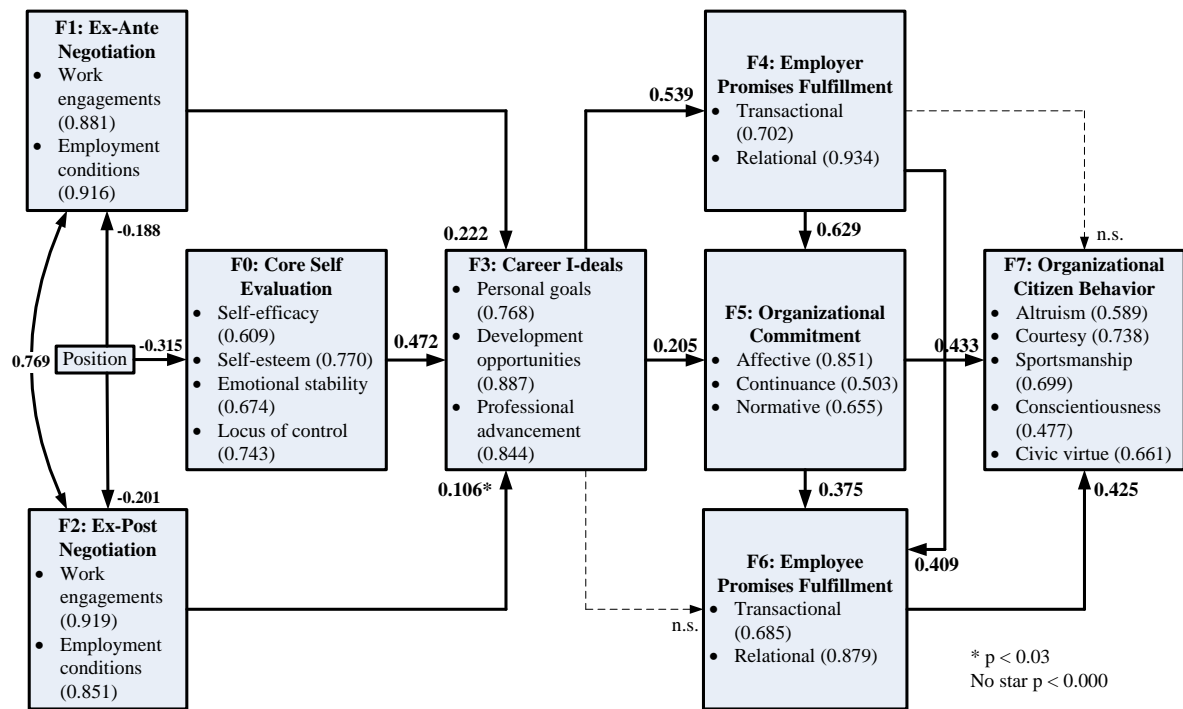 F1: Ex-Ante
Negotiation
• Work
engagements
(0.881)
• Employment
conditions
(0.916)
-0.188
0.769
Position
-0.315
-0.201
F2: Ex-Post
Negotiation
• Work
engagements
(0.919)
• Employment
conditions
(0.851)
F0: Core Self
Evaluation
• Self-efficacy
(0.609)
• Self-esteem (0.770)
• Emotional stability
(0.674)
• Locus of control
(0.743)
0.472
0.222
F3: Career I-deals
• Personal goals
(0.768)
• Development
opportunities
(0.887)
• Professional
advancement
(0.844)
0.106*
0.539
0.205
n.s.
F4: Employer
Promises Fulfillment
• Transactional
(0.702)
• Relational (0.934)
0.629
F5: Organizational
Commitment
• Affective (0.851)
• Continuance (0.503)
• Normative (0.655)
0.375
F6: Employee
Promises Fulfillment
• Transactional
(0.685)
• Relational (0.879)
0.409
0.433
n.s.
F7: Organizational
Citizen Behavior
• Altruism (0.589)
• Courtesy (0.738)
• Sportsmanship
(0.699)
• Conscientiousness
(0.477)
• Civic virtue (0.661)
0.425
* p < 0.03
No star p < 0.000